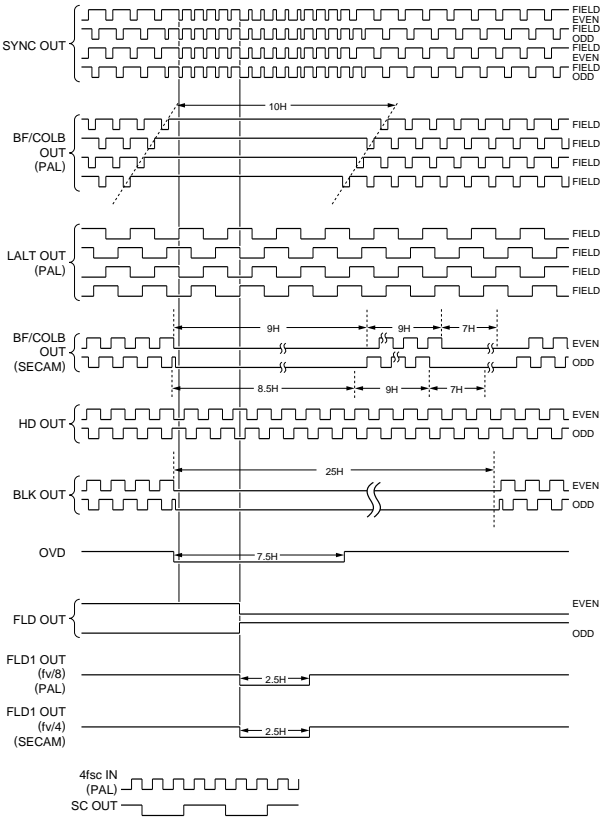 FIELD
EVEN
FIELD
ODD
FIELD
EVEN
FIELD
ODD
SYNC OUT
10H
BF/COLB
OUT
(PAL)
FIELD
FIELD
FIELD
FIELD
LALT OUT
(PAL)
FIELD
FIELD
FIELD
FIELD
9H 9H 7H
BF/COLB
OUT
(SECAM)
EVEN
ODD
8.5H 9H 7H
HD OUT
EVEN
ODD
25H
BLK OUT
EVEN
ODD
OVD
7.5H
FLD OUT
EVEN
ODD
FLD1 OUT
(fv/8)
(PAL)
2.5H
FLD1 OUT
(fv/4)
(SECAM)
2.5H
4fsc IN
(PAL)
SC OUT